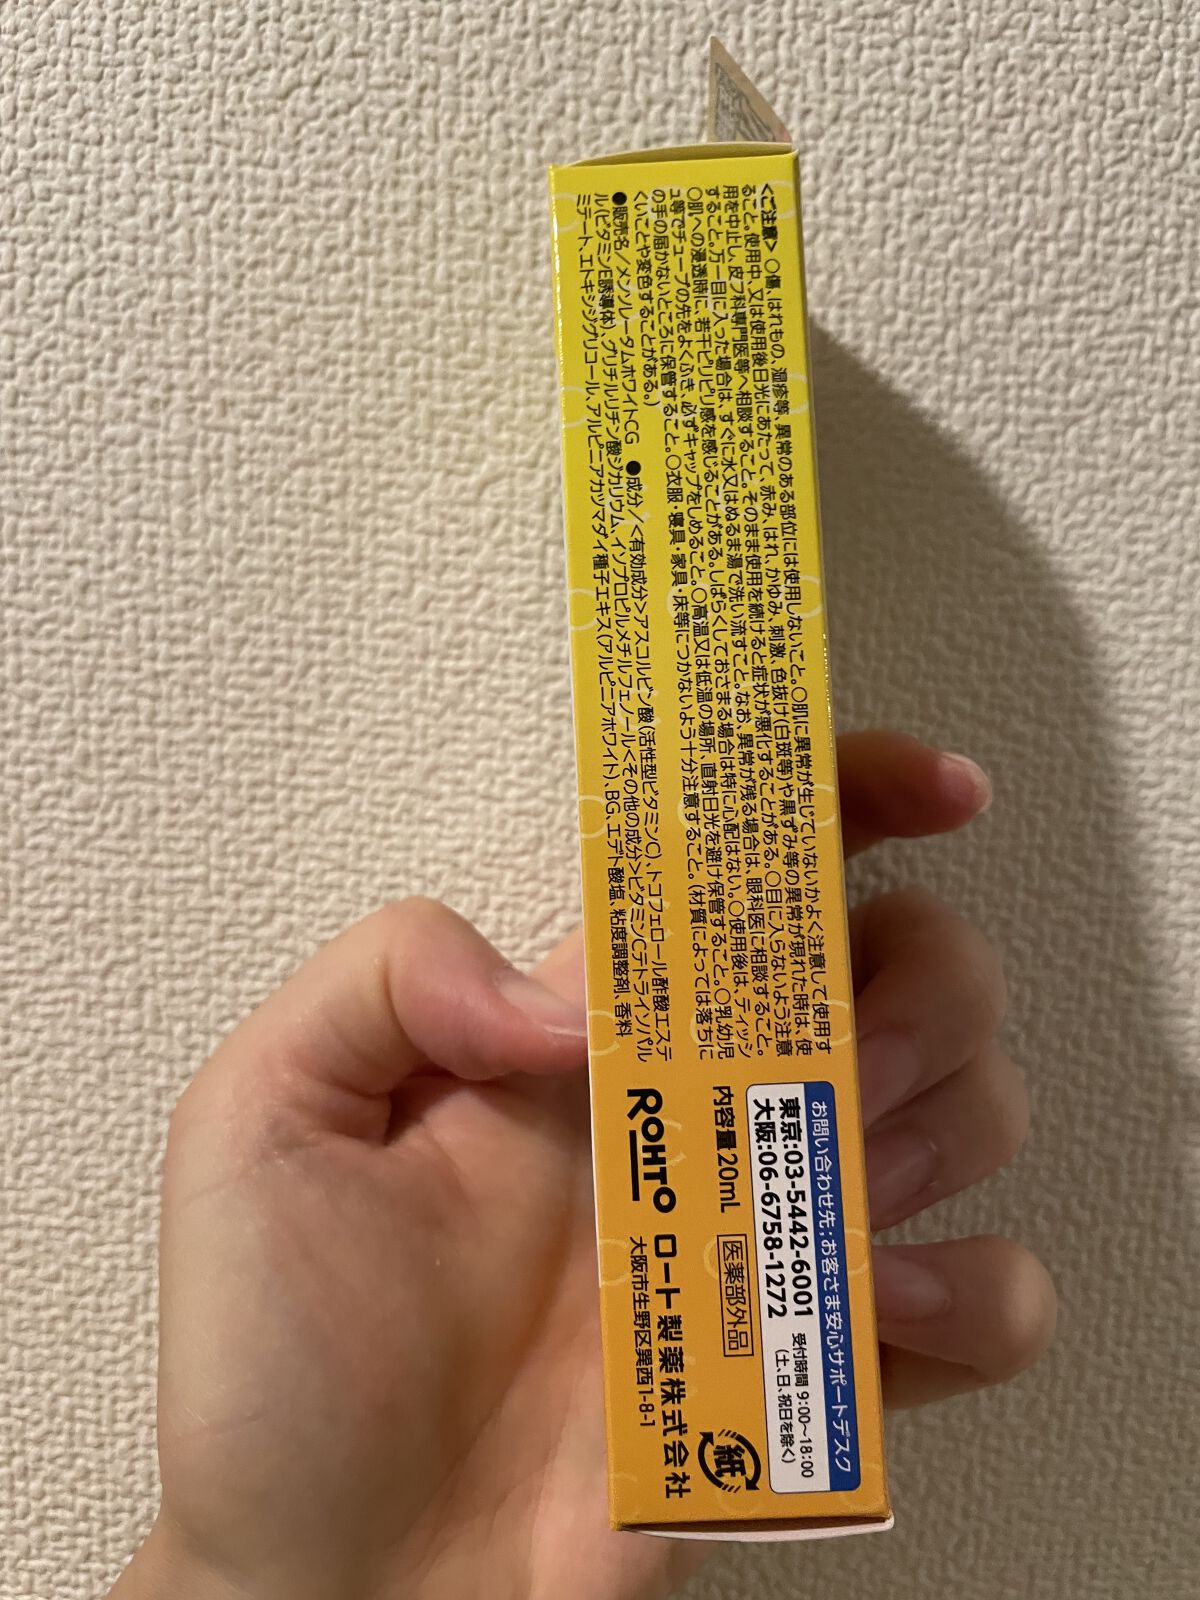 <ご注意>○傷、はれもの、湿疹等、異常のある部位には使用しないこと。○肌に異常が生じていないかよく注意して使用す
ること。使用中、又は使用後日光にあたって、赤み、はれ、かゆみ、刺激、色抜け(白斑等)や黒ずみ等の異常が現れた時は、使
用を中止し、皮フ科専門医等へ相談すること。そのまま使用を続けると症状が悪化することがある。○目に入らないよう注意
すること。万一目に入った場合は、すぐに水又はぬるま湯で洗い流すこと。なお、異常が残る場合は、眼科医に相談すること。
○肌への浸透時に、若干ピリピリ感を感じることがある。しばらくしておさまる場合は特に心配はない。○使用後は、ティッシ
ュ等でチューブの先をよくふき、必ずキャップをしめること。○高温又は低温の場所、直射日光を避け保管すること。○乳幼児
の手の届かないところに保管すること。○衣服・寝具・家具・床等につかないよう十分注意すること。(材質によっては落ちに
くいことや変色することがある。)
●販売名/メンソレータムホワイトCG ●成分/<有効成分>アスコルビン酸(活性型ビタミンC)、トコフェロール酢酸エステ
ル(ビタミンE誘導体)、グリチルリチン酸ジカリウム、イソプロピルメチルフェノール<その他の成分>ビタミンCテトライソパル
ミテート、エトキシジグリコール、アルピニアカツマダイ種子エキス(アルピニアホワイト)、BG、エデト酸塩、粘度調整剤、香料
お問い合わせ先:お客さま安心サポートデスク
東京:03-5442-6001
大阪:06-6758-1272
受付時間 9:00~18:00
(土、日、祝日を除く)
内容量20mL
医薬部外品
紙
ROHTO
ロート製薬株式会社
大阪市生野区巽西1-8-1